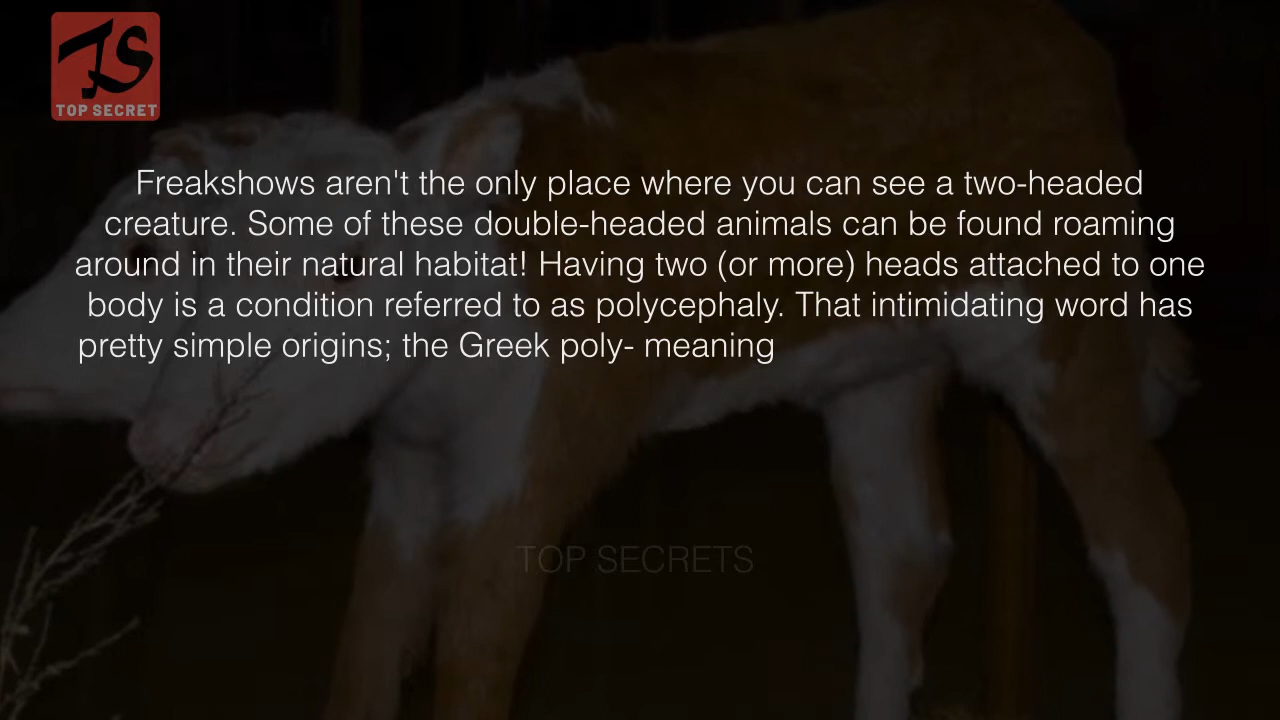 TS
TOP SECRET
Freakshows aren't the only place where you can see a two-headed
creature. Some of these double-headed animals can be found roaming
around in their natural habitat! Having two (or more) heads attached to one
body is a condition referred to as polycephaly. That intimidating word has
pretty simple origins; the Greek poly- meaning
TOP SECRETS